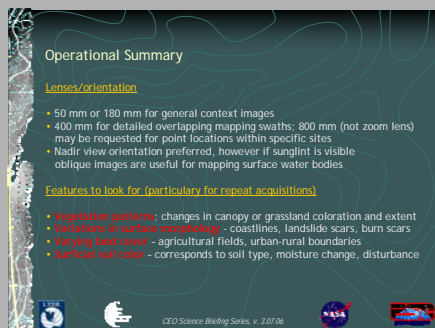 Operational Summary
Lenses/orientation
• 50 mm or 180 mm for general context images
• 400 mm for detailed overlapping mapping swaths; 800 mm (not zoom lens)
may be requested for point locations within specific sites
• Nadir view orientation preferred, however if sunglint is visible
oblique images are useful for mapping surface water bodies
Features to look for (particulary for repeat acquisitions)
• Vegetation patterns; changes in canopy or grassland coloration and extent
• Variations in surface morphology - coastlines, landslide scars, burn scars
• Varying land cover - agricultural fields, urban-rural boundaries
• Surficial soil color - corresponds to soil type, moisture change, disturbance
LTER
CEO Science Briefing Series, v. 3.07.06
NASA